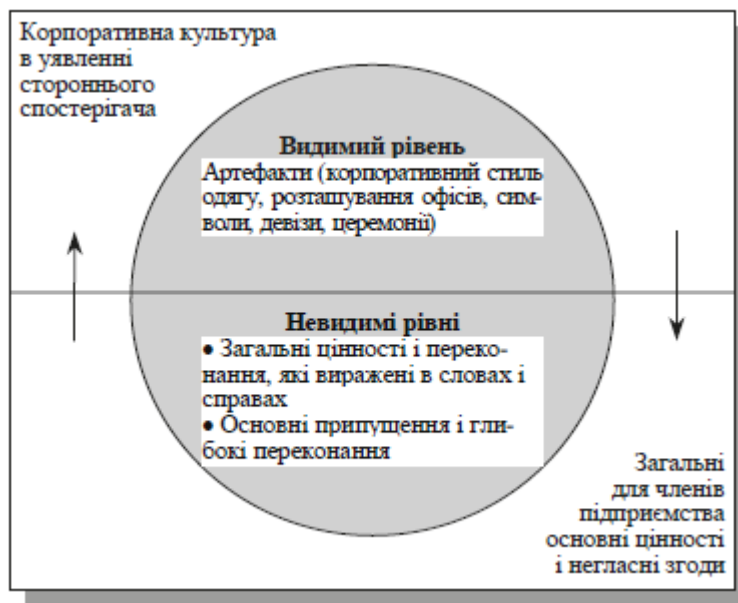 Корпоративна культура
в уявленні
стороннього
спостерігача
Видимий рівень
Артефакти (корпоративний стиль
одягу, розташування офісів, сим-
воли, девізи, церемонії)
Невидимі рівні
● Загальні цінності і переко-
нання, які виражені в словах і
справах
● Основні припущення і гли-
бокі переконання
Загальні
для членів
підприємства
основні цінності
і негласні згоди